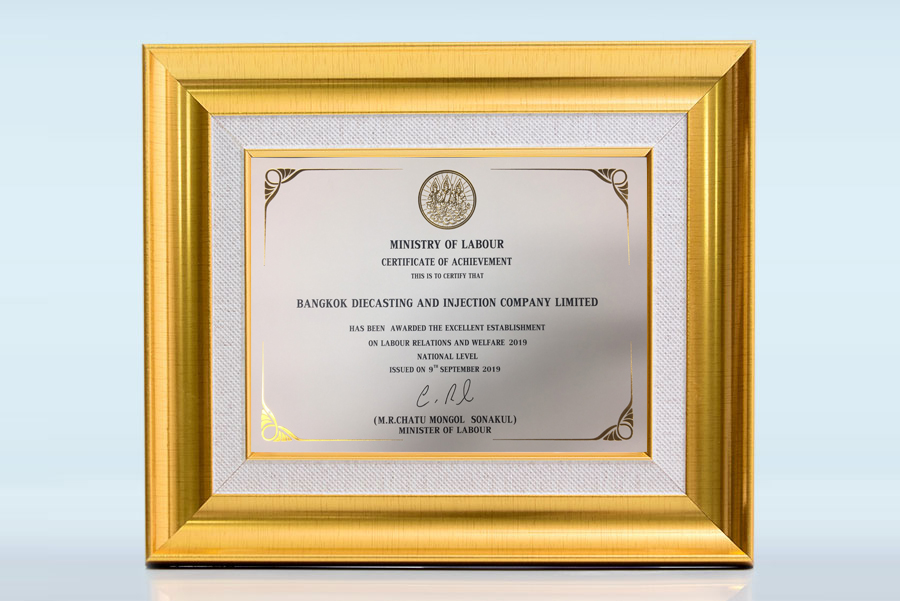 MINISTRY OF LABOUR
CERTIFICATE OF ACHIEVEMENT
THIS IS TO CERTIFY THAT
BANGKOK DIECASTING AND INJECTION COMPANY LIMITED
HAS BEEN AWARDED THE EXCELLENT ESTABLISHMENT
ON LABOUR RELATIONS AND WELFARE 2019
NATIONAL LEVEL
ISSUED ON 9TH SEPTEMBER 2019
(M.R.CHATU MONGOL SONAKUL)
MINISTER OF LABOUR